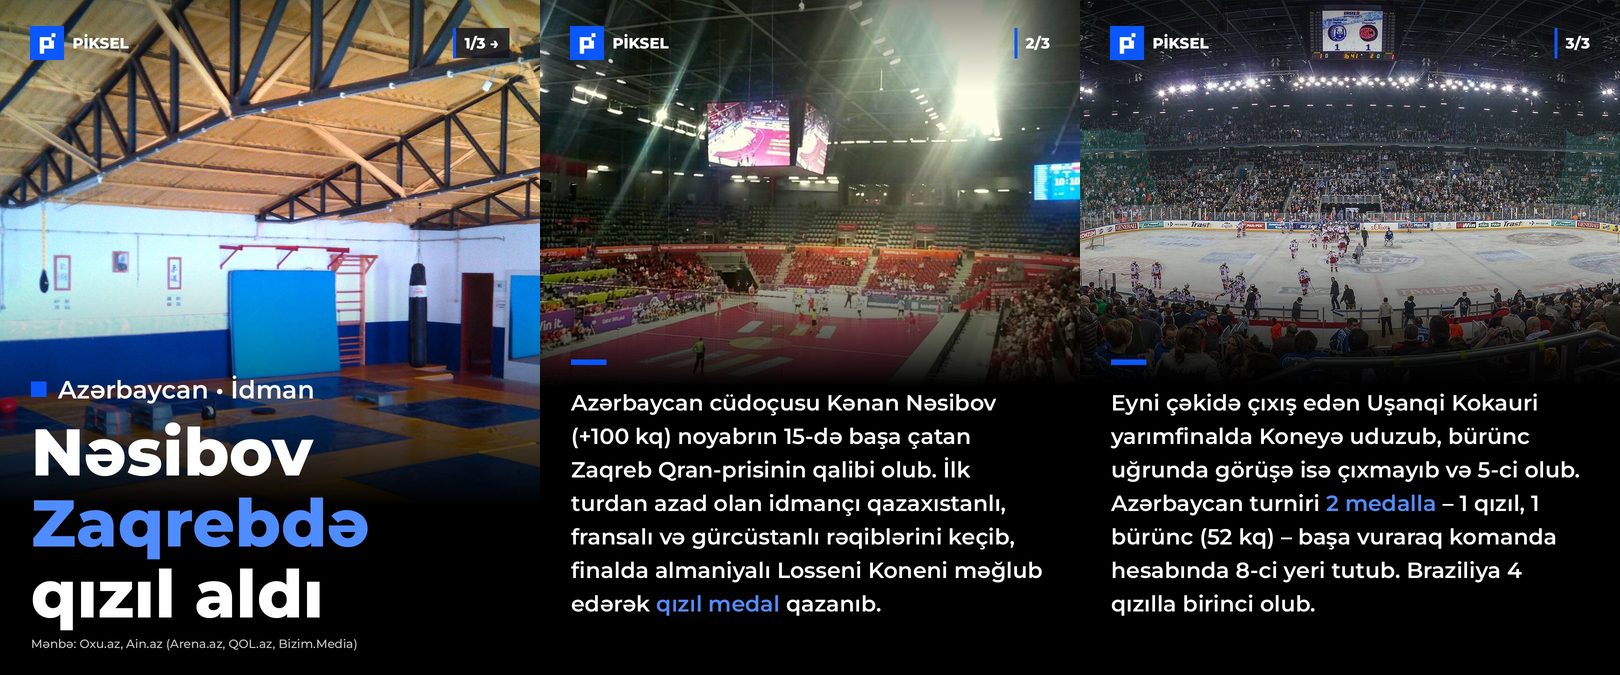 PİKSEL
1/3 →
Azərbaycan • İdman
Nəsibov
Zaqrebdə
qızıl aldı
Mənbə: Oxu.az, Ain.az (Arena.az, QOL.az, Bizim.Media)
PİKSEL
2/3
10:10
Azərbaycan cüdoçusu Kənan Nəsibov
(+100 kq) noyabrın 15-də başa çatan
Zaqreb Qran-prisinin qalibi olub. İlk
turdan azad olan idmançı qazaxıstanlı,
fransalı və gürcüstanlı rəqiblərini keçib,
finalda almaniyalı Losseni Koneni məğlub
edərək qızıl medal qazanıb.
PİKSEL
3/3
1 1
Eyni çəkidə çıxış edən Uşanqi Kokauri
yarımfinalda Koneyə uduzub, bürünc
uğrunda görüşə isə çıxmayıb və 5-ci olub.
Azərbaycan turniri 2 medalla – 1 qızıl, 1
bürünc (52 kq) – başa vuraraq komanda
hesabında 8-ci yeri tutub. Braziliya 4
qızılla birinci olub.